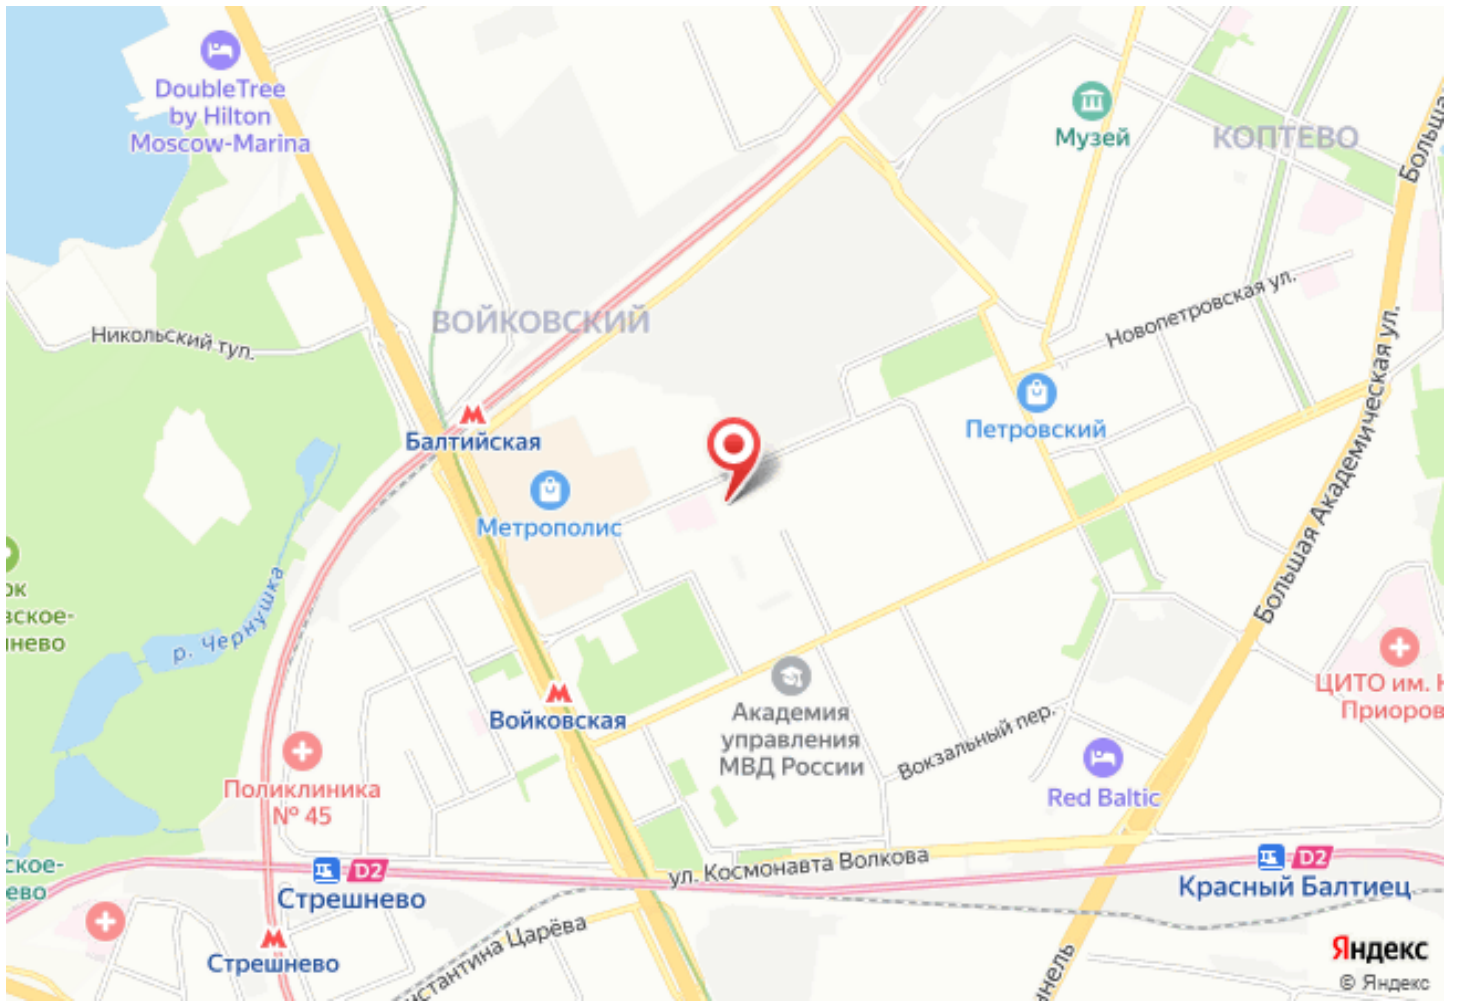 DoubleTree
by Hilton
Moscow-Marina
Музей
КОПТЕВО
Никольский туп.
ВОЙКОВСКИЙ
Новопетровская ул.
Большая Академическая ул.
Балтийская
Петровский
Метрополис
р. Чернушка
Войковская
Академия
управления
МВД России
Вокзальный пер.
ЦИТО им.
Приоров
Поликлиника
№ 45
Red Baltic
D2
Стрешнево
ул. Космонавта Волкова
D2
Красный Балтиец
Стрешнево
Яндекс
© Яндекс